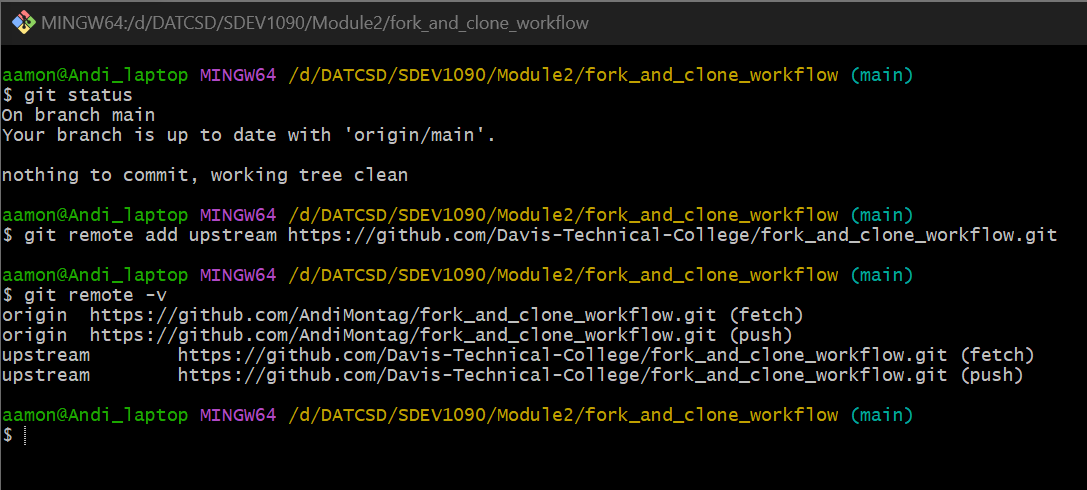 MINGW64:/d/DATCSD/SDEV1090/Module2/fork_and_clone_workflow
aamon@Andi_laptop MINGW64 /d/DATCSD/SDEV1090/Module2/fork_and_clone_workflow (main)
$ git status
On branch main
Your branch is up to date with 'origin/main'.
nothing to commit, working tree clean
aamon@Andi_laptop MINGW64 /d/DATCSD/SDEV1090/Module2/fork_and_clone_workflow (main)
$ git remote add upstream https://github.com/Davis-Technical-College/fork_and_clone_workflow.git
aamon@Andi_laptop MINGW64 /d/DATCSD/SDEV1090/Module2/fork_and_clone_workflow (main)
$ git remote -v
origin  https://github.com/AndiMontag/fork_and_clone_workflow.git (fetch)
origin  https://github.com/AndiMontag/fork_and_clone_workflow.git (push)
upstream        https://github.com/Davis-Technical-College/fork_and_clone_workflow.git (fetch)
upstream        https://github.com/Davis-Technical-College/fork_and_clone_workflow.git (push)
aamon@Andi_laptop MINGW64 /d/DATCSD/SDEV1090/Module2/fork_and_clone_workflow (main)
$